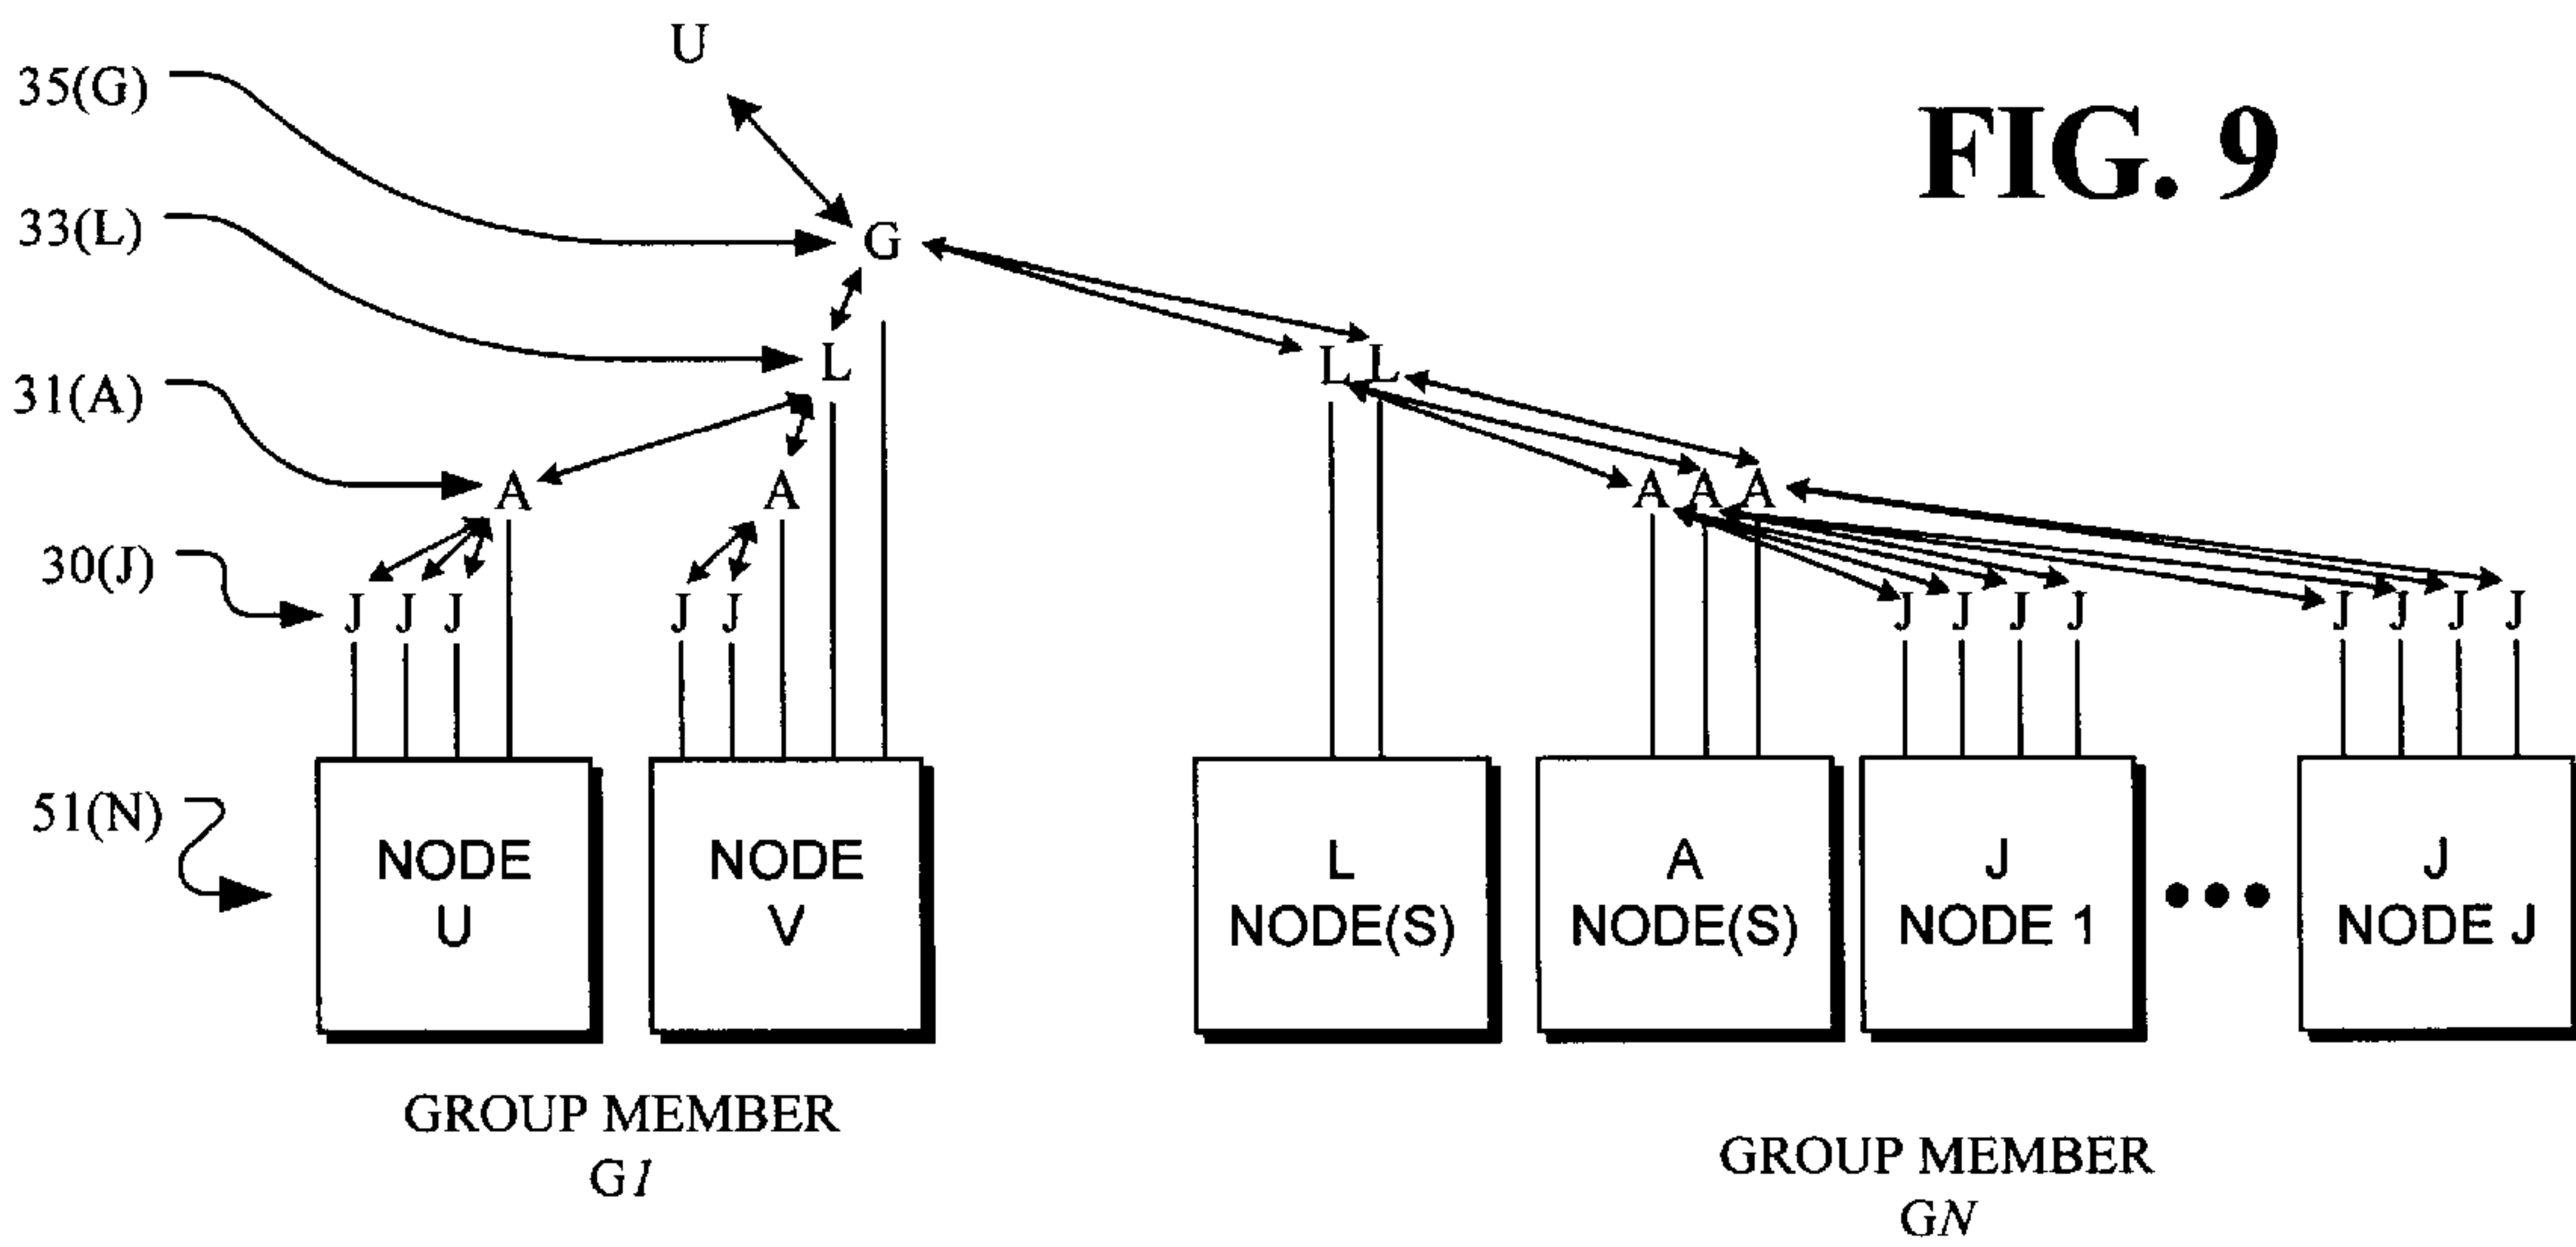 U
35(G)
FIG. 9
33(L)
G
L
L L
31(A)
A
A
A A A
30(J)
J J J
J J
J J J J
J J J J
51(N)
NODE
U
NODE
V
L
NODE(S)
A
NODE(S)
J
NODE 1
•••
J
NODE J
GROUP MEMBER
G1
GROUP MEMBER
GN